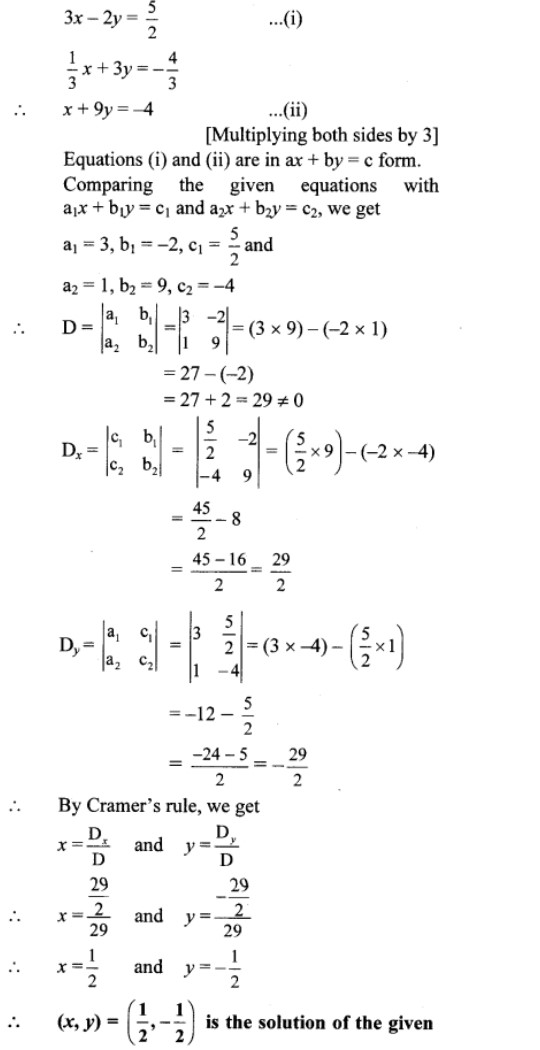 3x – 2y = 5/2 ...(i)
1/3 x + 3y = – 4/3
∴ x + 9y = –4 ...(ii)
[Multiplying both sides by 3]
Equations (i) and (ii) are in ax + by = c form.
Comparing the given equations with
a₁x + b₁y = c₁ and a₂x + b₂y = c₂, we get
a₁ = 3, b₁ = –2, c₁ = 5/2 and
a₂ = 1, b₂ = 9, c₂ = –4
∴ D = |a₁ b₁; a₂ b₂| = |3 –2; 1 9| = (3 × 9) – (–2 × 1)
= 27 – (–2)
= 27 + 2 = 29 ≠ 0
Dₓ = |c₁ b₁; c₂ b₂| = |5/2 –2; –4 9| = (5/2 × 9) – (–2 × –4)
= 45/2 – 8
= (45 – 16)/2 = 29/2
Dᵧ = |a₁ c₁; a₂ c₂| = |3 5/2; 1 –4| = (3 × –4) – (5/2 × 1)
= –12 – 5/2
= (–24 – 5)/2 = – 29/2
∴ By Cramer's rule, we get
x = Dₓ/D and y = Dᵧ/D
∴ x = (29/2)/29 and y = (–29/2)/29
∴ x = 1/2 and y = – 1/2
∴ (x, y) = (1/2, – 1/2) is the solution of the given